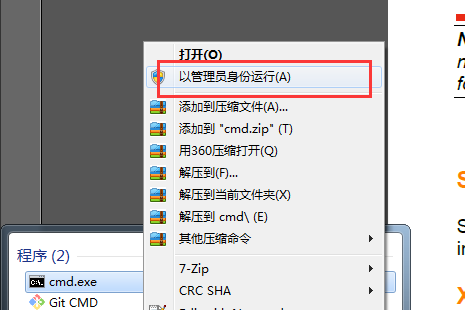 打开(O)
以管理员身份运行(A)
添加到压缩文件(A)...
添加到 "cmd.zip" (T)
用360压缩打开(Q)
解压到(F)...
解压到当前文件夹(X)
解压到 cmd\ (E)
其他压缩命令
7-Zip
CRC SHA
程序 (2)
cmd.exe
Git CMD